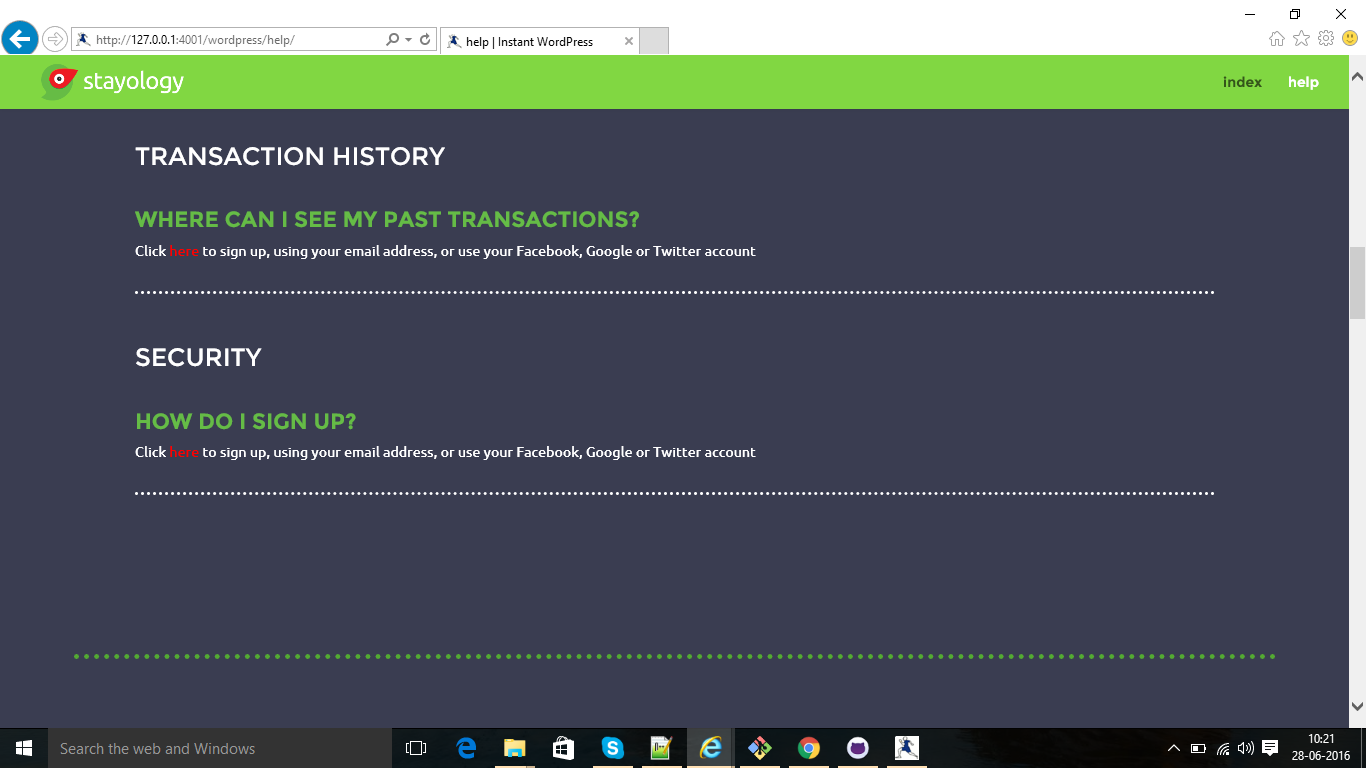 http://127.0.0.1:4001/wordpress/help/
help | Instant WordPress
stayology
index
help
TRANSACTION HISTORY
WHERE CAN I SEE MY PAST TRANSACTIONS?
Click here to sign up, using your email address, or use your Facebook, Google or Twitter account
SECURITY
HOW DO I SIGN UP?
Click here to sign up, using your email address, or use your Facebook, Google or Twitter account
Search the web and Windows
10:21
28-06-2016